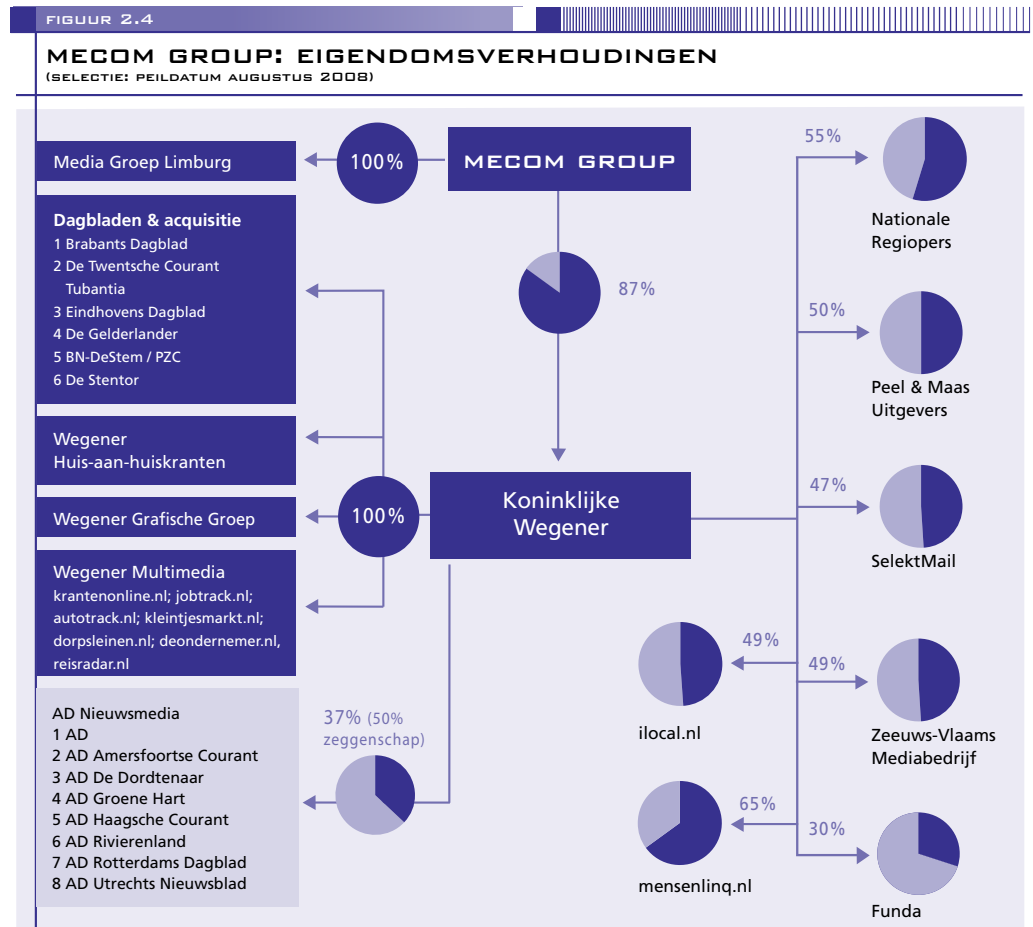 FIGUUR 2.4
MECOM GROUP: EIGENDOMSVERHOUDINGEN
(SELECTIE: PEILDATUM AUGUSTUS 2008)
Media Groep Limburg
100%
MECOM GROUP
Dagbladen & acquisitie
1 Brabants Dagblad
2 De Twentsche Courant
Tubantia
3 Eindhovens Dagblad
4 De Gelderlander
5 BN-DeStem / PZC
6 De Stentor
87%
Wegener
Huis-aan-huiskranten
Wegener Grafische Groep
100%
Koninklijke
Wegener
Wegener Multimedia
krantenonline.nl; jobtrack.nl;
autotrack.nl; kleintjesmarkt.nl;
dorpsleinen.nl; deondernemer.nl,
reisradar.nl
AD Nieuwsmedia
1 AD
2 AD Amersfoortse Courant
3 AD De Dordtenaar
4 AD Groene Hart
5 AD Haagsche Courant
6 AD Rivierenland
7 AD Rotterdams Dagblad
8 AD Utrechts Nieuwsblad
37% (50%
zeggenschap)
55%
Nationale
Regiopers
50%
Peel & Maas
Uitgevers
47%
SelektMail
49%
ilocal.nl
49%
Zeeuws-Vlaams
Mediabedrijf
65%
mensenlinq.nl
30%
Funda